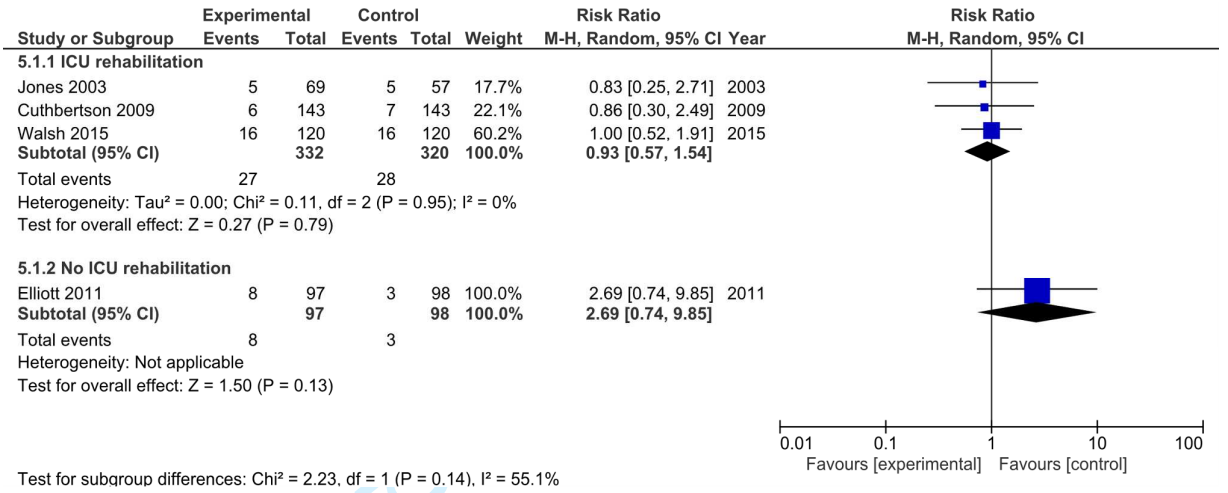 Experimental Control Risk Ratio Risk Ratio
Study or Subgroup Events Total Events Total Weight M-H, Random, 95% CI Year M-H, Random, 95% CI
5.1.1 ICU rehabilitation
Jones 2003 5 69 5 57 17.7% 0.83 [0.25, 2.71] 2003
Cuthbertson 2009 6 143 7 143 22.1% 0.86 [0.30, 2.49] 2009
Walsh 2015 16 120 16 120 60.2% 1.00 [0.52, 1.91] 2015
Subtotal (95% CI) 332 320 100.0% 0.93 [0.57, 1.54]
Total events 27 28
Heterogeneity: Tau² = 0.00; Chi² = 0.11, df = 2 (P = 0.95); I² = 0%
Test for overall effect: Z = 0.27 (P = 0.79)
5.1.2 No ICU rehabilitation
Elliott 2011 8 97 3 98 100.0% 2.69 [0.74, 9.85] 2011
Subtotal (95% CI) 97 98 100.0% 2.69 [0.74, 9.85]
Total events 8 3
Heterogeneity: Not applicable
Test for overall effect: Z = 1.50 (P = 0.13)
0.01 0.1 1 10 100
Favours [experimental] Favours [control]
Test for subgroup differences: Chi² = 2.23, df = 1 (P = 0.14), I² = 55.1%